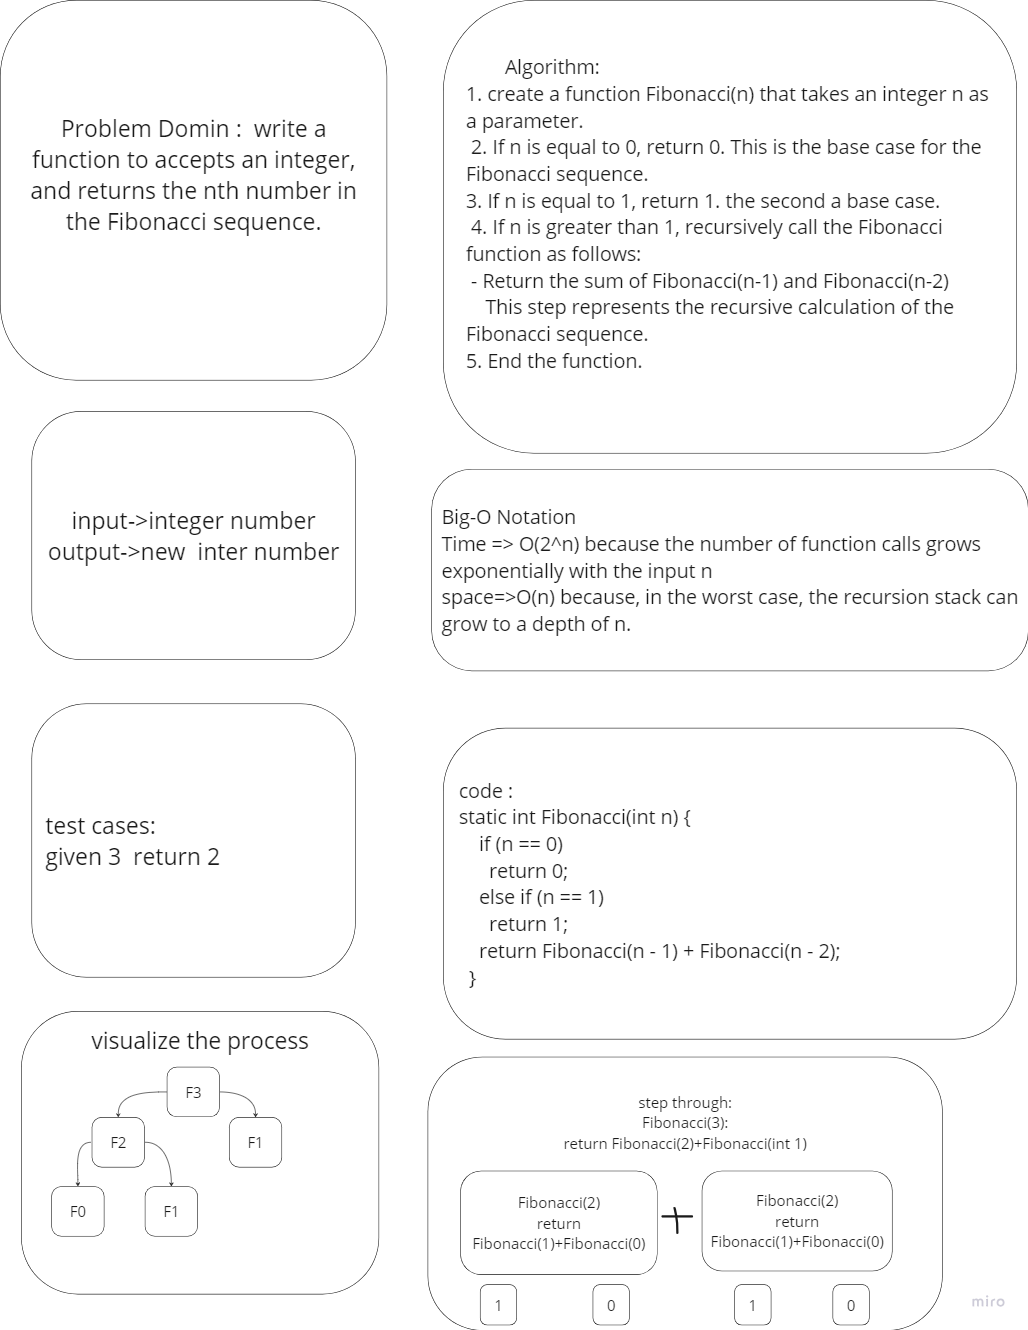 Problem Domin :  write a
function to accepts an integer,
and returns the nth number in
the Fibonacci sequence.
Algorithm:
1. create a function Fibonacci(n) that takes an integer n as
a parameter.
2. If n is equal to 0, return 0. This is the base case for the
Fibonacci sequence.
3. If n is equal to 1, return 1. the second a base case.
4. If n is greater than 1, recursively call the Fibonacci
function as follows:
- Return the sum of Fibonacci(n-1) and Fibonacci(n-2)
This step represents the recursive calculation of the
Fibonacci sequence.
5. End the function.
input->integer number
output->new  inter number
Big-O Notation
Time => O(2^n) because the number of function calls grows
exponentially with the input n
space=>O(n) because, in the worst case, the recursion stack can
grow to a depth of n.
test cases:
given 3  return 2
code :
static int Fibonacci(int n) {
if (n == 0)
return 0;
else if (n == 1)
return 1;
return Fibonacci(n - 1) + Fibonacci(n - 2);
}
visualize the process
F3
F2
F1
F0
F1
step through:
Fibonacci(3):
return Fibonacci(2)+Fibonacci(int 1)
Fibonacci(2)
return
Fibonacci(1)+Fibonacci(0)
+
Fibonacci(2)
return
Fibonacci(1)+Fibonacci(0)
1
0
1
0
miro